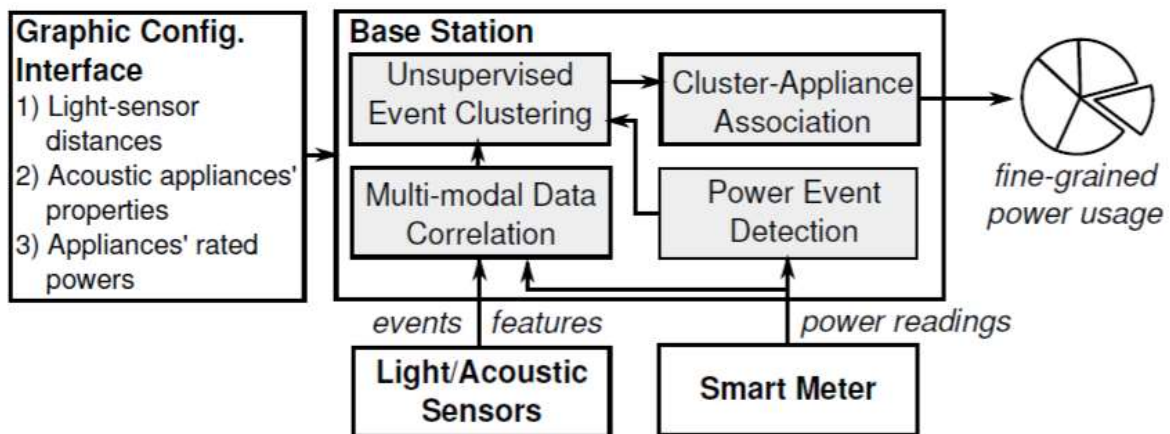 Graphic Config.
Interface
1) Light-sensor
distances
2) Acoustic appliances'
properties
3) Appliances' rated
powers
Base Station
Unsupervised
Event Clustering
Cluster-Appliance
Association
Multi-modal Data
Correlation
Power Event
Detection
fine-grained
power usage
events features
power readings
Light/Acoustic
Sensors
Smart Meter